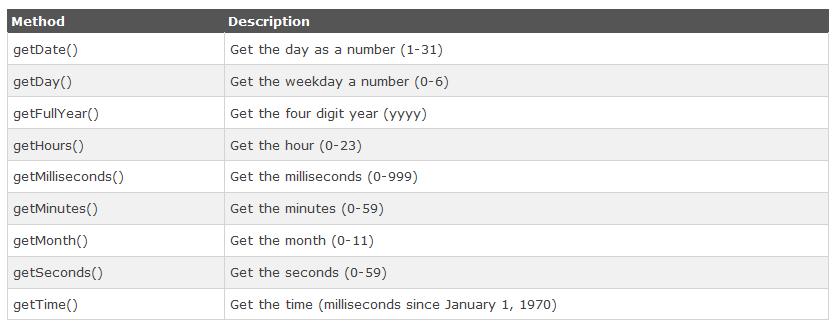 Method Description
getDate() Get the day as a number (1-31)
getDay() Get the weekday a number (0-6)
getFullYear() Get the four digit year (yyyy)
getHours() Get the hour (0-23)
getMilliseconds() Get the milliseconds (0-999)
getMinutes() Get the minutes (0-59)
getMonth() Get the month (0-11)
getSeconds() Get the seconds (0-59)
getTime() Get the time (milliseconds since January 1, 1970)